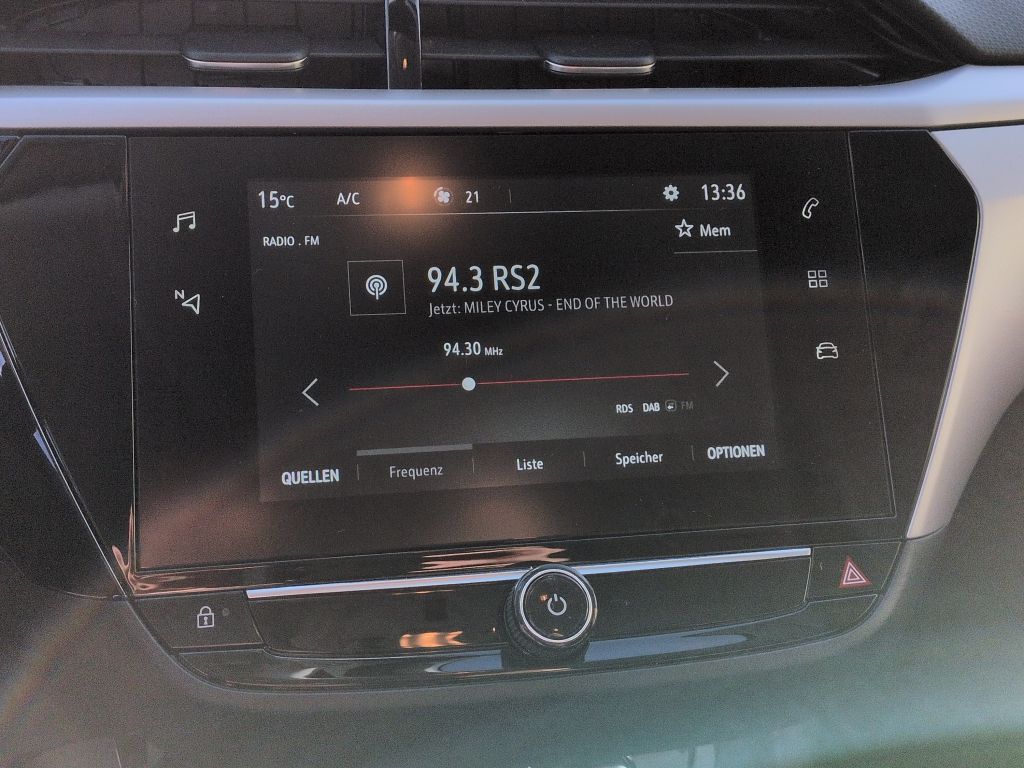 15°C A/C 21 13:36
RADIO . FM
Mem
94.3 RS2
Jetzt: MILEY CYRUS - END OF THE WORLD
N
94.30 MHz
RDS DAB FM
QUELLEN Frequenz Liste Speicher OPTIONEN